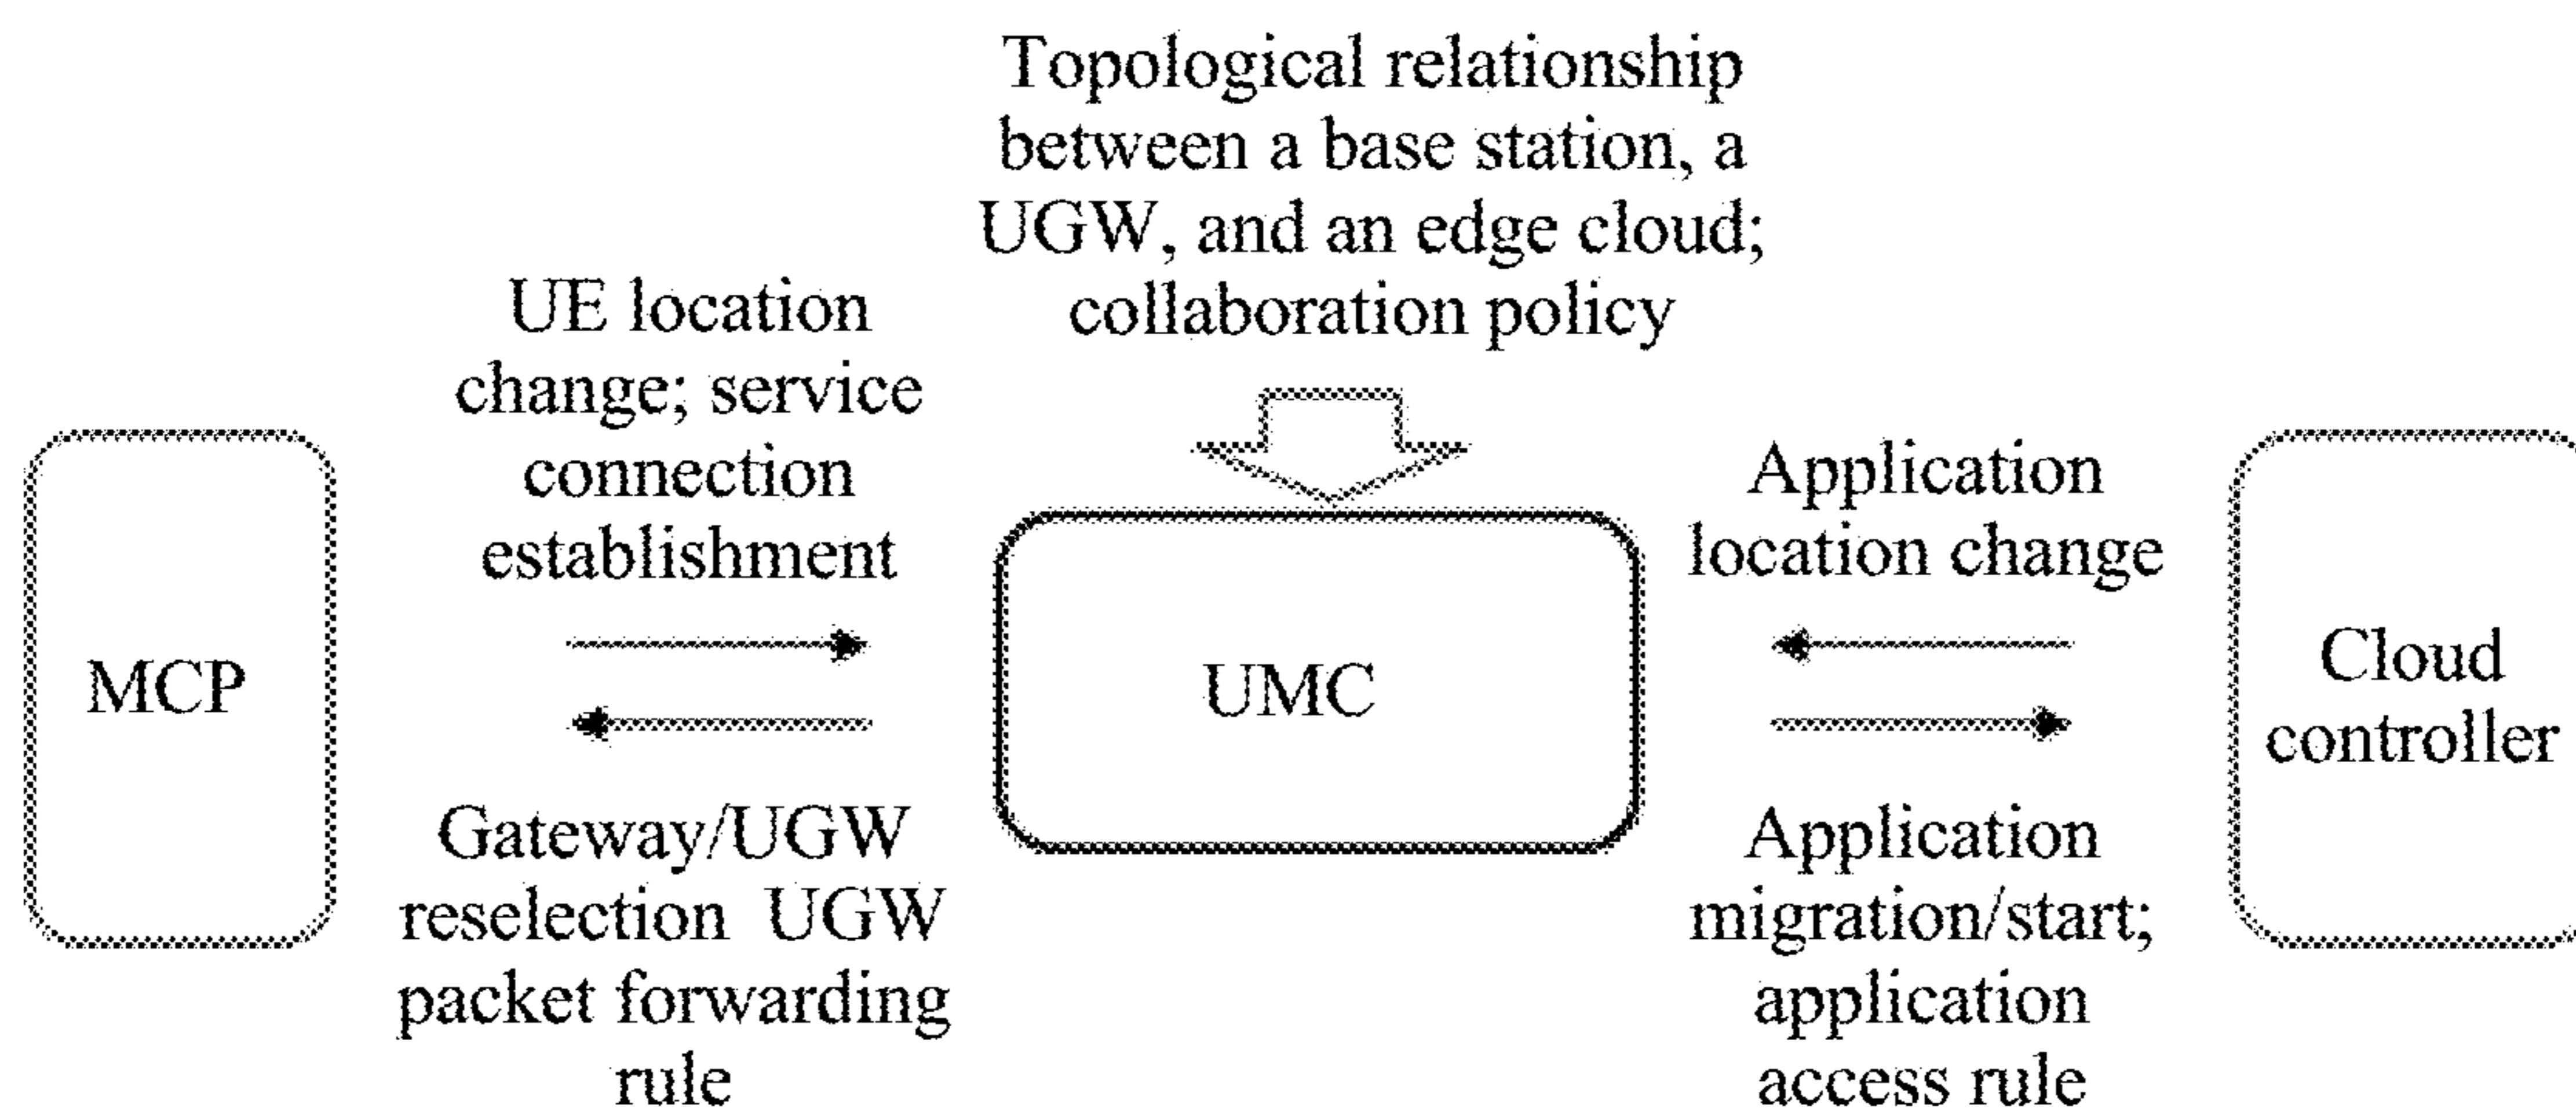 Topological relationship
between a base station, a
UGW, and an edge cloud;
collaboration policy
UE location
change; service
connection
establishment
Application
location change
MCP
UMC
Cloud
controller
Gateway/UGW
reselection UGW
packet forwarding
rule
Application
migration/start;
application
access rule